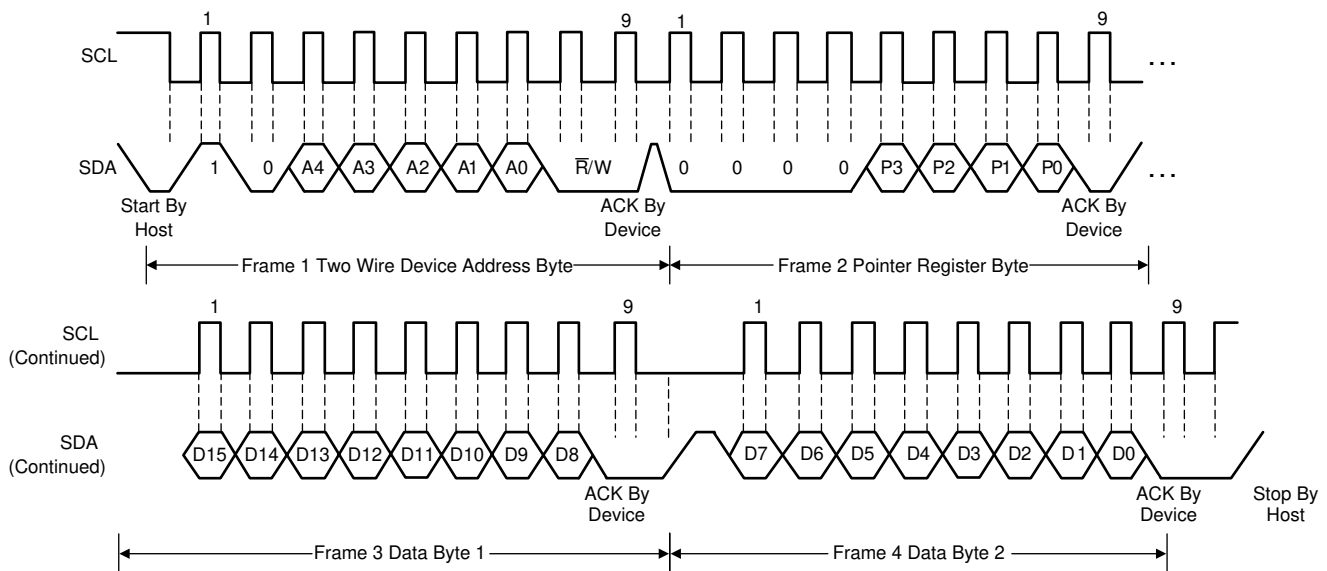 1 9 1 9
SCL ...
SDA 1 0 A4 A3 A2 A1 A0 R̅/W 0 0 0 0 P3 P2 P1 P0 ...
Start By Host ACK By Device ACK By Device
Frame 1 Two Wire Device Address Byte Frame 2 Pointer Register Byte
1 9 1 9
SCL (Continued)
SDA (Continued) D15 D14 D13 D12 D11 D10 D9 D8 D7 D6 D5 D4 D3 D2 D1 D0
ACK By Device ACK By Device Stop By Host
Frame 3 Data Byte 1 Frame 4 Data Byte 2